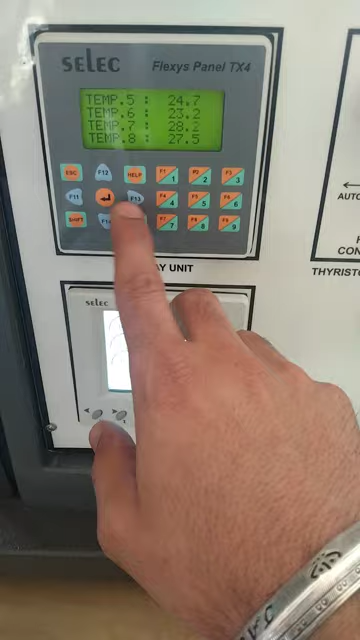 selec Flexys Panel TX4
TEMP.5 : 24.7
TEMP.6 : 23.2
TEMP.7 : 28.2
TEMP.8 : 27.5
ESC F12 HELP F1 1 F2 2 F3 3
F11 F13 F4 4 F5 5 F6 6
SHIFT F7 7 F8 8 F9 9
AY UNIT
AUTO
CON
THYRISTO
selec